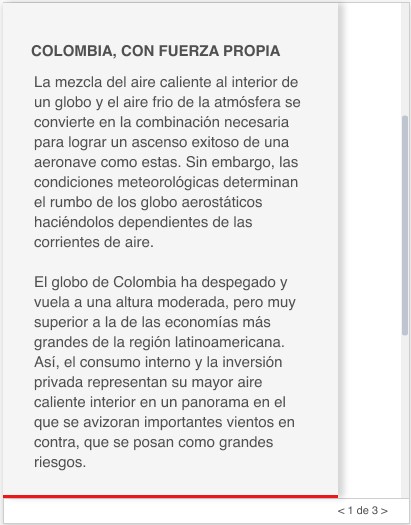 COLOMBIA, CON FUERZA PROPIA
La mezcla del aire caliente al interior de
un globo y el aire frio de la atmósfera se
convierte en la combinación necesaria
para lograr un ascenso exitoso de una
aeronave como estas. Sin embargo, las
condiciones meteorológicas determinan
el rumbo de los globo aerostáticos
haciéndolos dependientes de las
corrientes de aire.
El globo de Colombia ha despegado y
vuela a una altura moderada, pero muy
superior a la de las economías más
grandes de la región latinoamericana.
Así, el consumo interno y la inversión
privada representan su mayor aire
caliente interior en un panorama en el
que se avizoran importantes vientos en
contra, que se posan como grandes
riesgos.
< 1 de 3 >